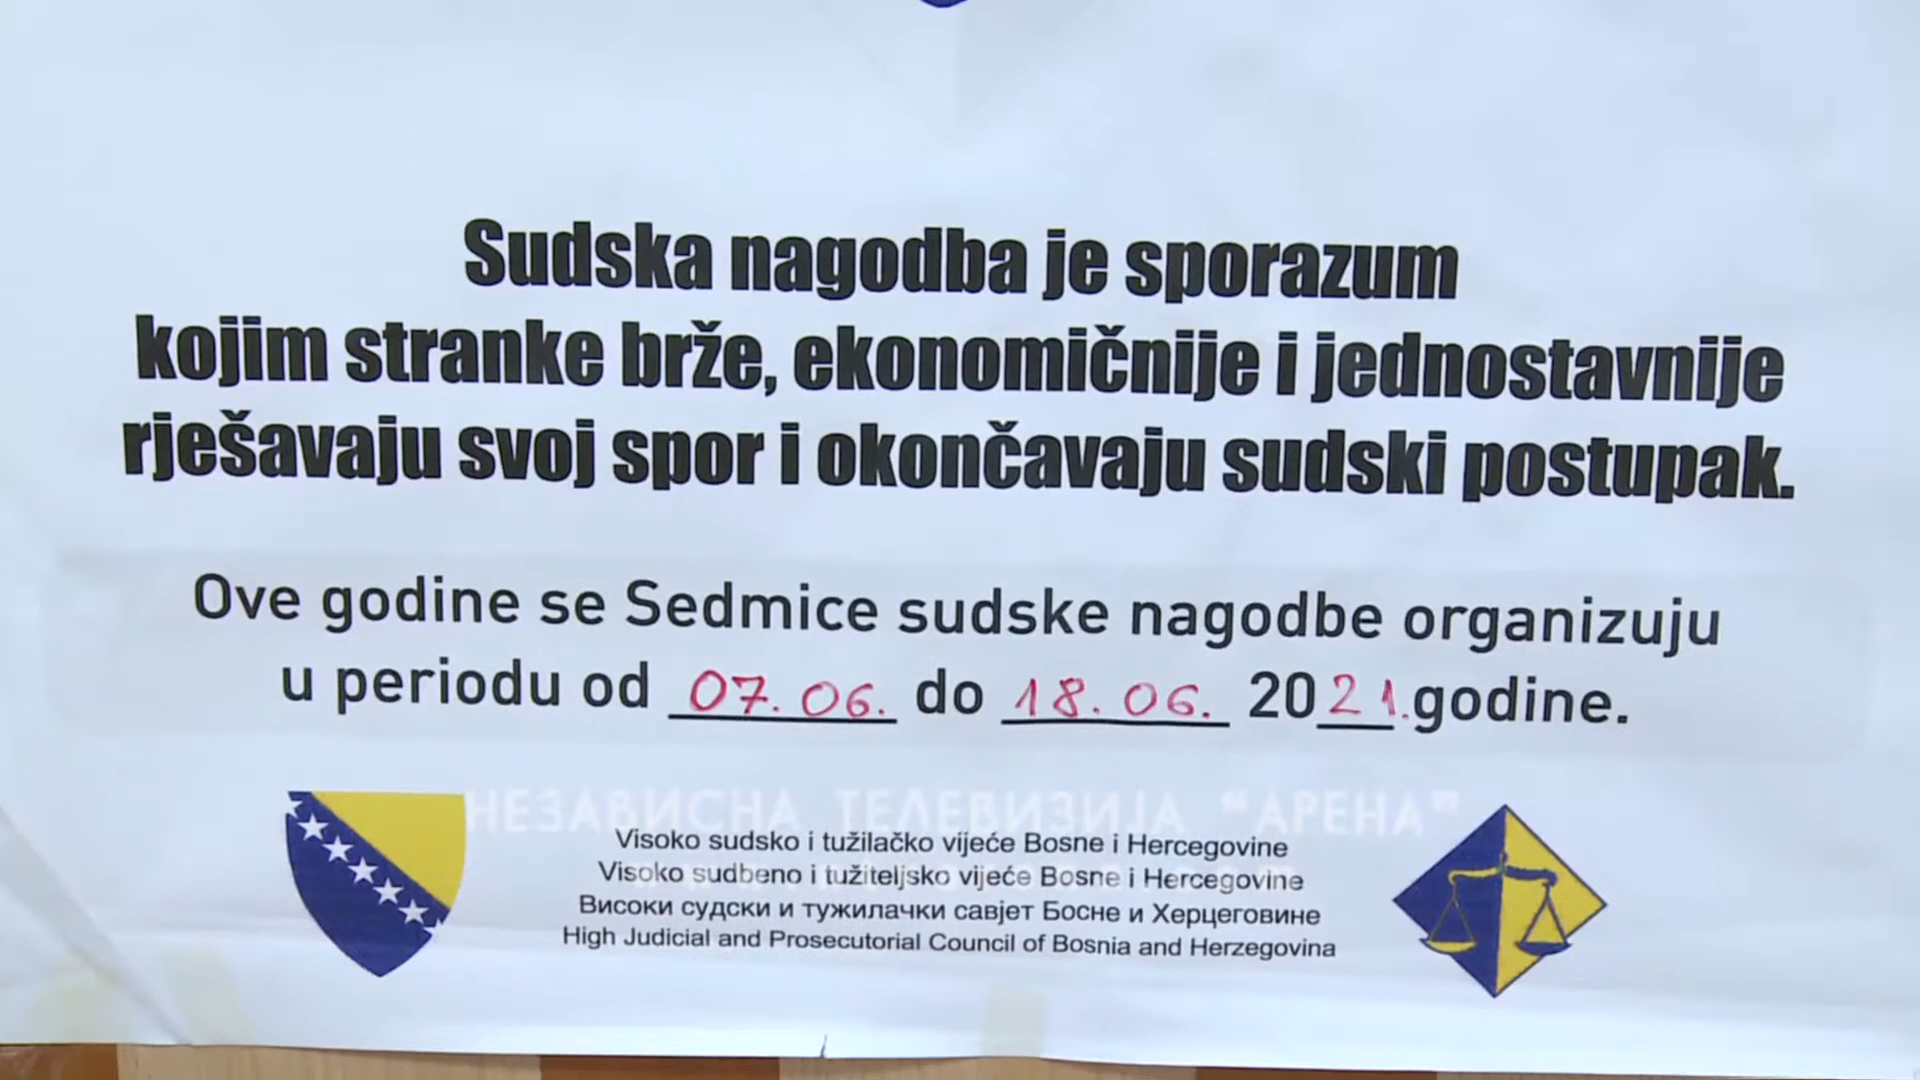 Sudska nagodba je sporazum
kojim stranke brže, ekonomičnije i jednostavnije
rješavaju svoj spor i okončavaju sudski postupak.
Ove godine se Sedmice sudske nagodbe organizuju
u periodu od 07.06. do 18.06. 2021.godine.
НЕЗАВИСНА ТЕЛЕВИЗИЈА "АРЕНА"
Visoko sudsko i tužilačko vijeće Bosne i Hercegovine
Visoko sudbeno i tužiteljsko vijeće Bosne i Hercegovine
Високи судски и тужилачки савјет Босне и Херцеговине
High Judicial and Prosecutorial Council of Bosnia and Herzegovina